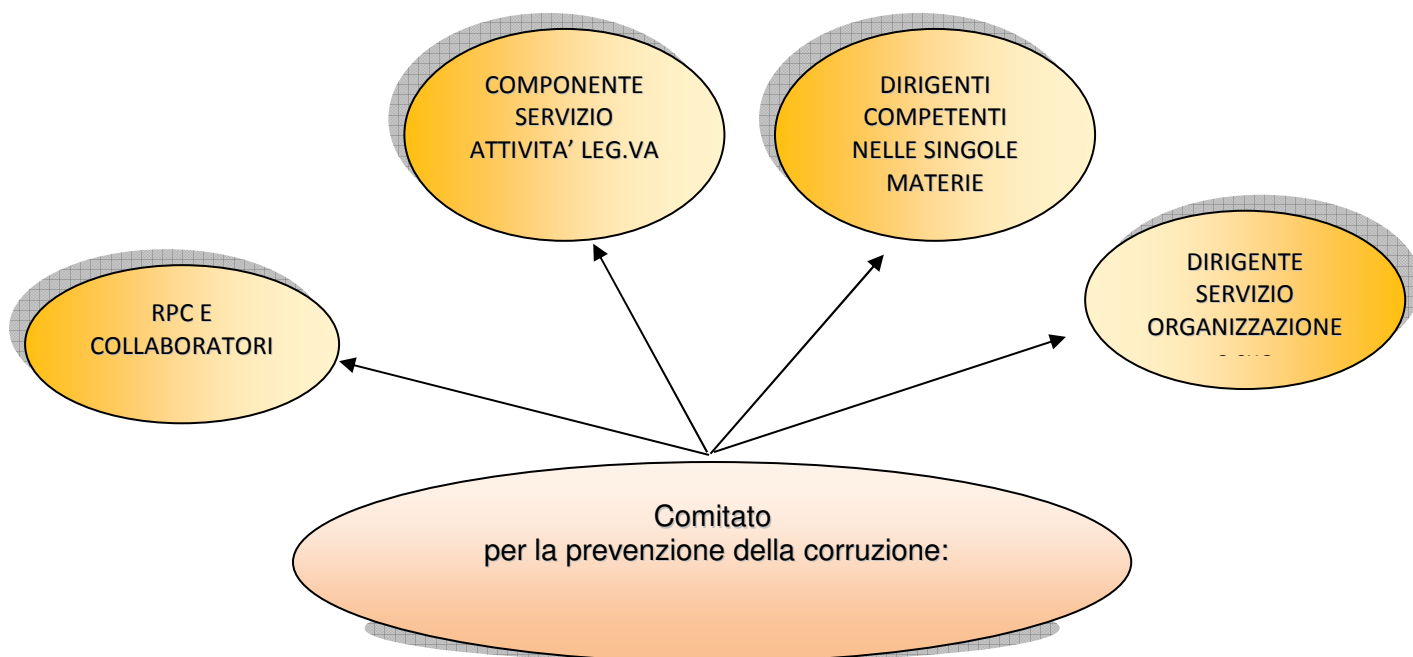 COMPONENTE
SERVIZIO
ATTIVITA’ LEG.VA
DIRIGENTI
COMPETENTI
NELLE SINGOLE
MATERIE
DIRIGENTE
SERVIZIO
ORGANIZZAZIONE
RPC E
COLLABORATORI
Comitato
per la prevenzione della corruzione: